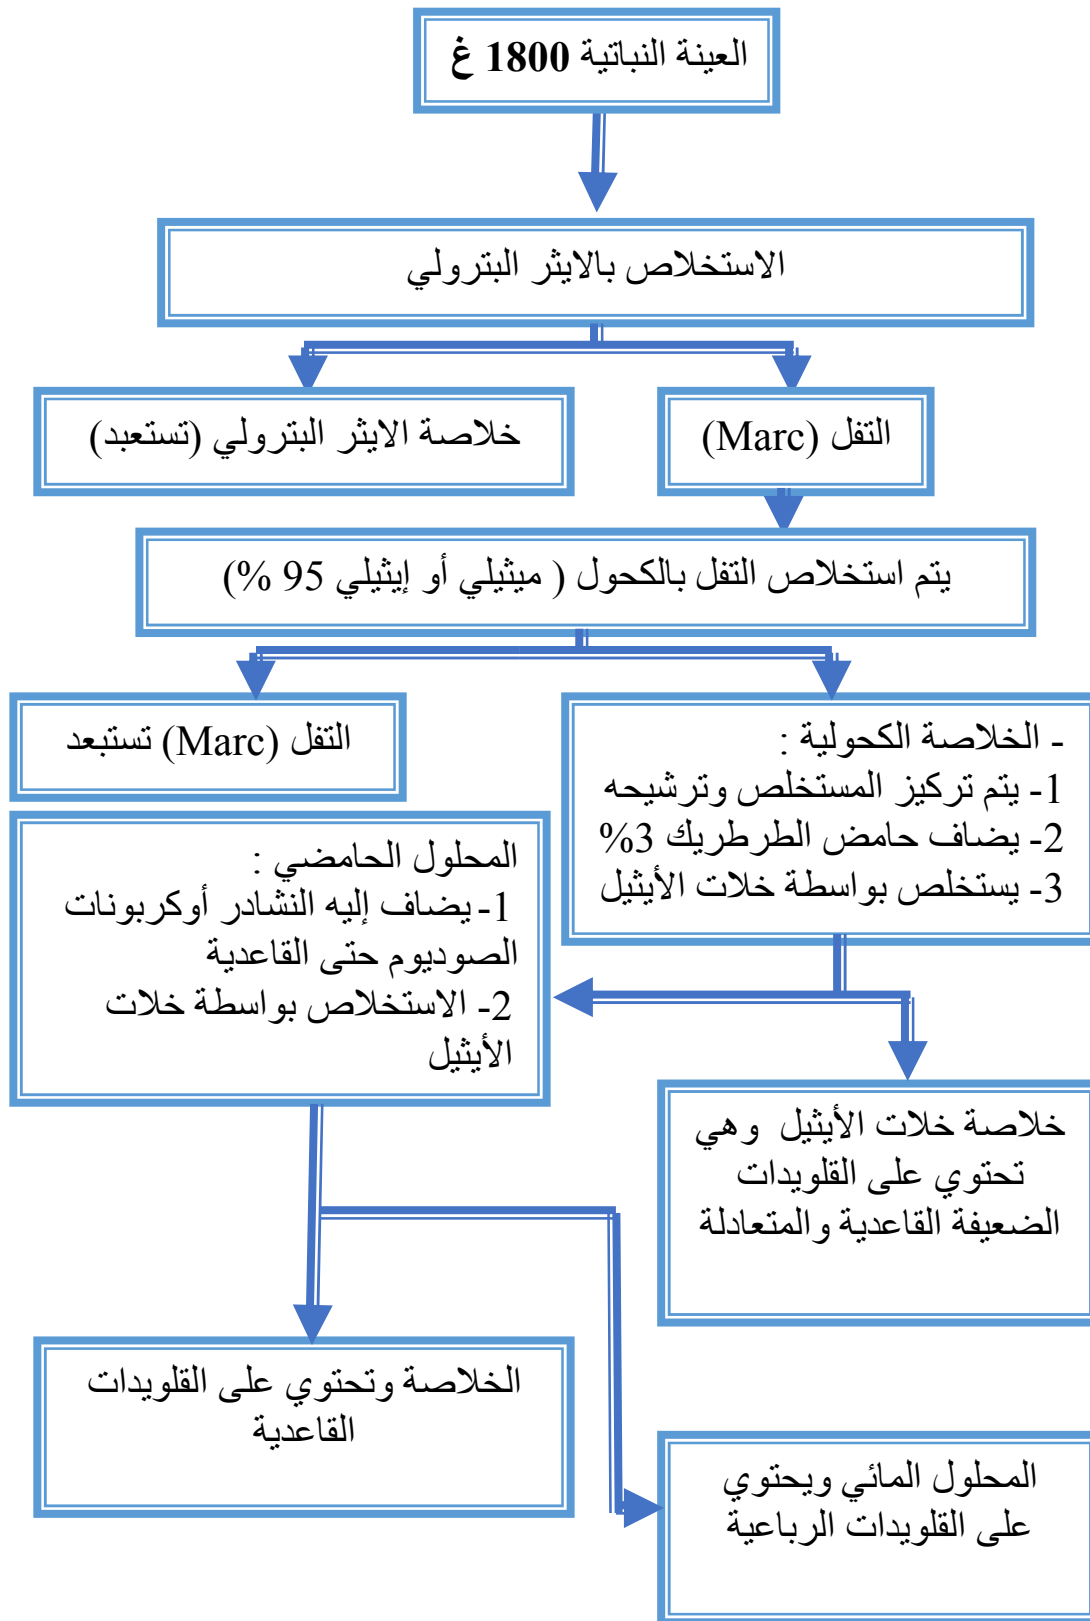 العينة النباتية 1800 غ
الاستخلاص بالايثر البترولي
التفل (Marc)
خلاصة الايثر البترولي (تستعبد)
يتم استخلاص التفل بالكحول ( ميثيلي أو إيثيلي 95 %)
- الخلاصة الكحولية :
1- يتم تركيز المستخلص وترشيحه
2- يضاف حامض الطرطريك 3%
3- يستخلص بواسطة خلات الأيثيل
التفل (Marc) تستبعد
المحلول الحامضي :
1- يضاف إليه النشادر أوكربونات
الصوديوم حتى القاعدية
2- الاستخلاص بواسطة خلات
الأيثيل
خلاصة خلات الأيثيل وهي
تحتوي على القلويدات
الضعيفة القاعدية والمتعادلة
الخلاصة وتحتوي على القلويدات
القاعدية
المحلول المائي ويحتوي
على القلويدات الرباعية